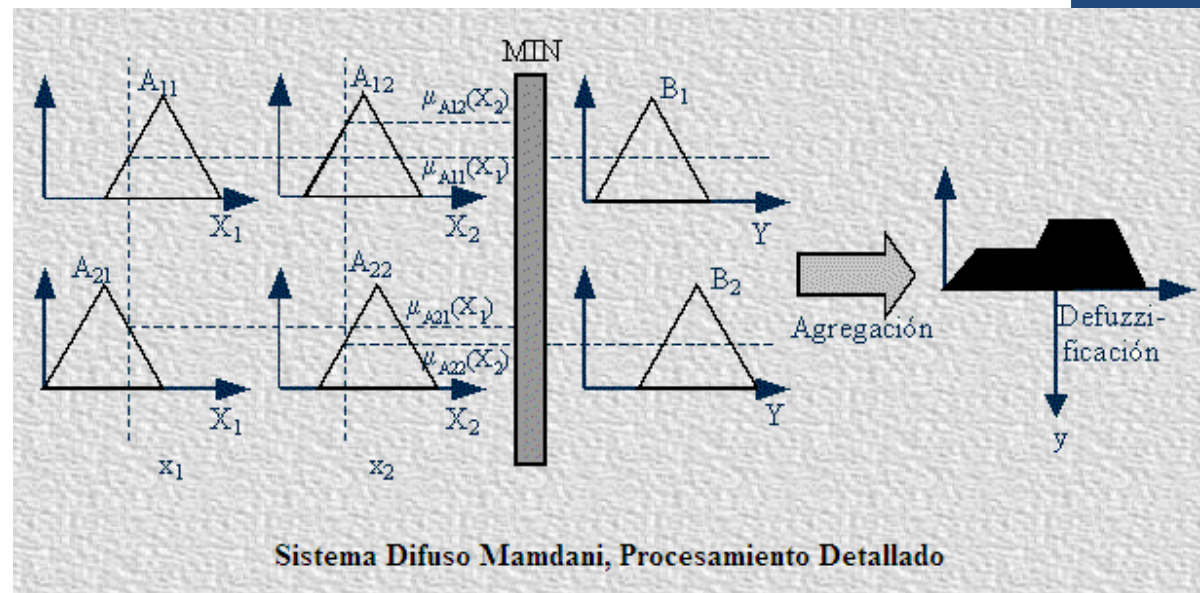 MIN
A11 A12 μA12(X2) B1
μA11(X1)
X1 X2 Y
A21 A22 μA21(X1) B2
μA22(X2)
X1 X2 Y
x1 x2
Agregación
Defuzzi-
ficación
y
Sistema Difuso Mamdani, Procesamiento Detallado